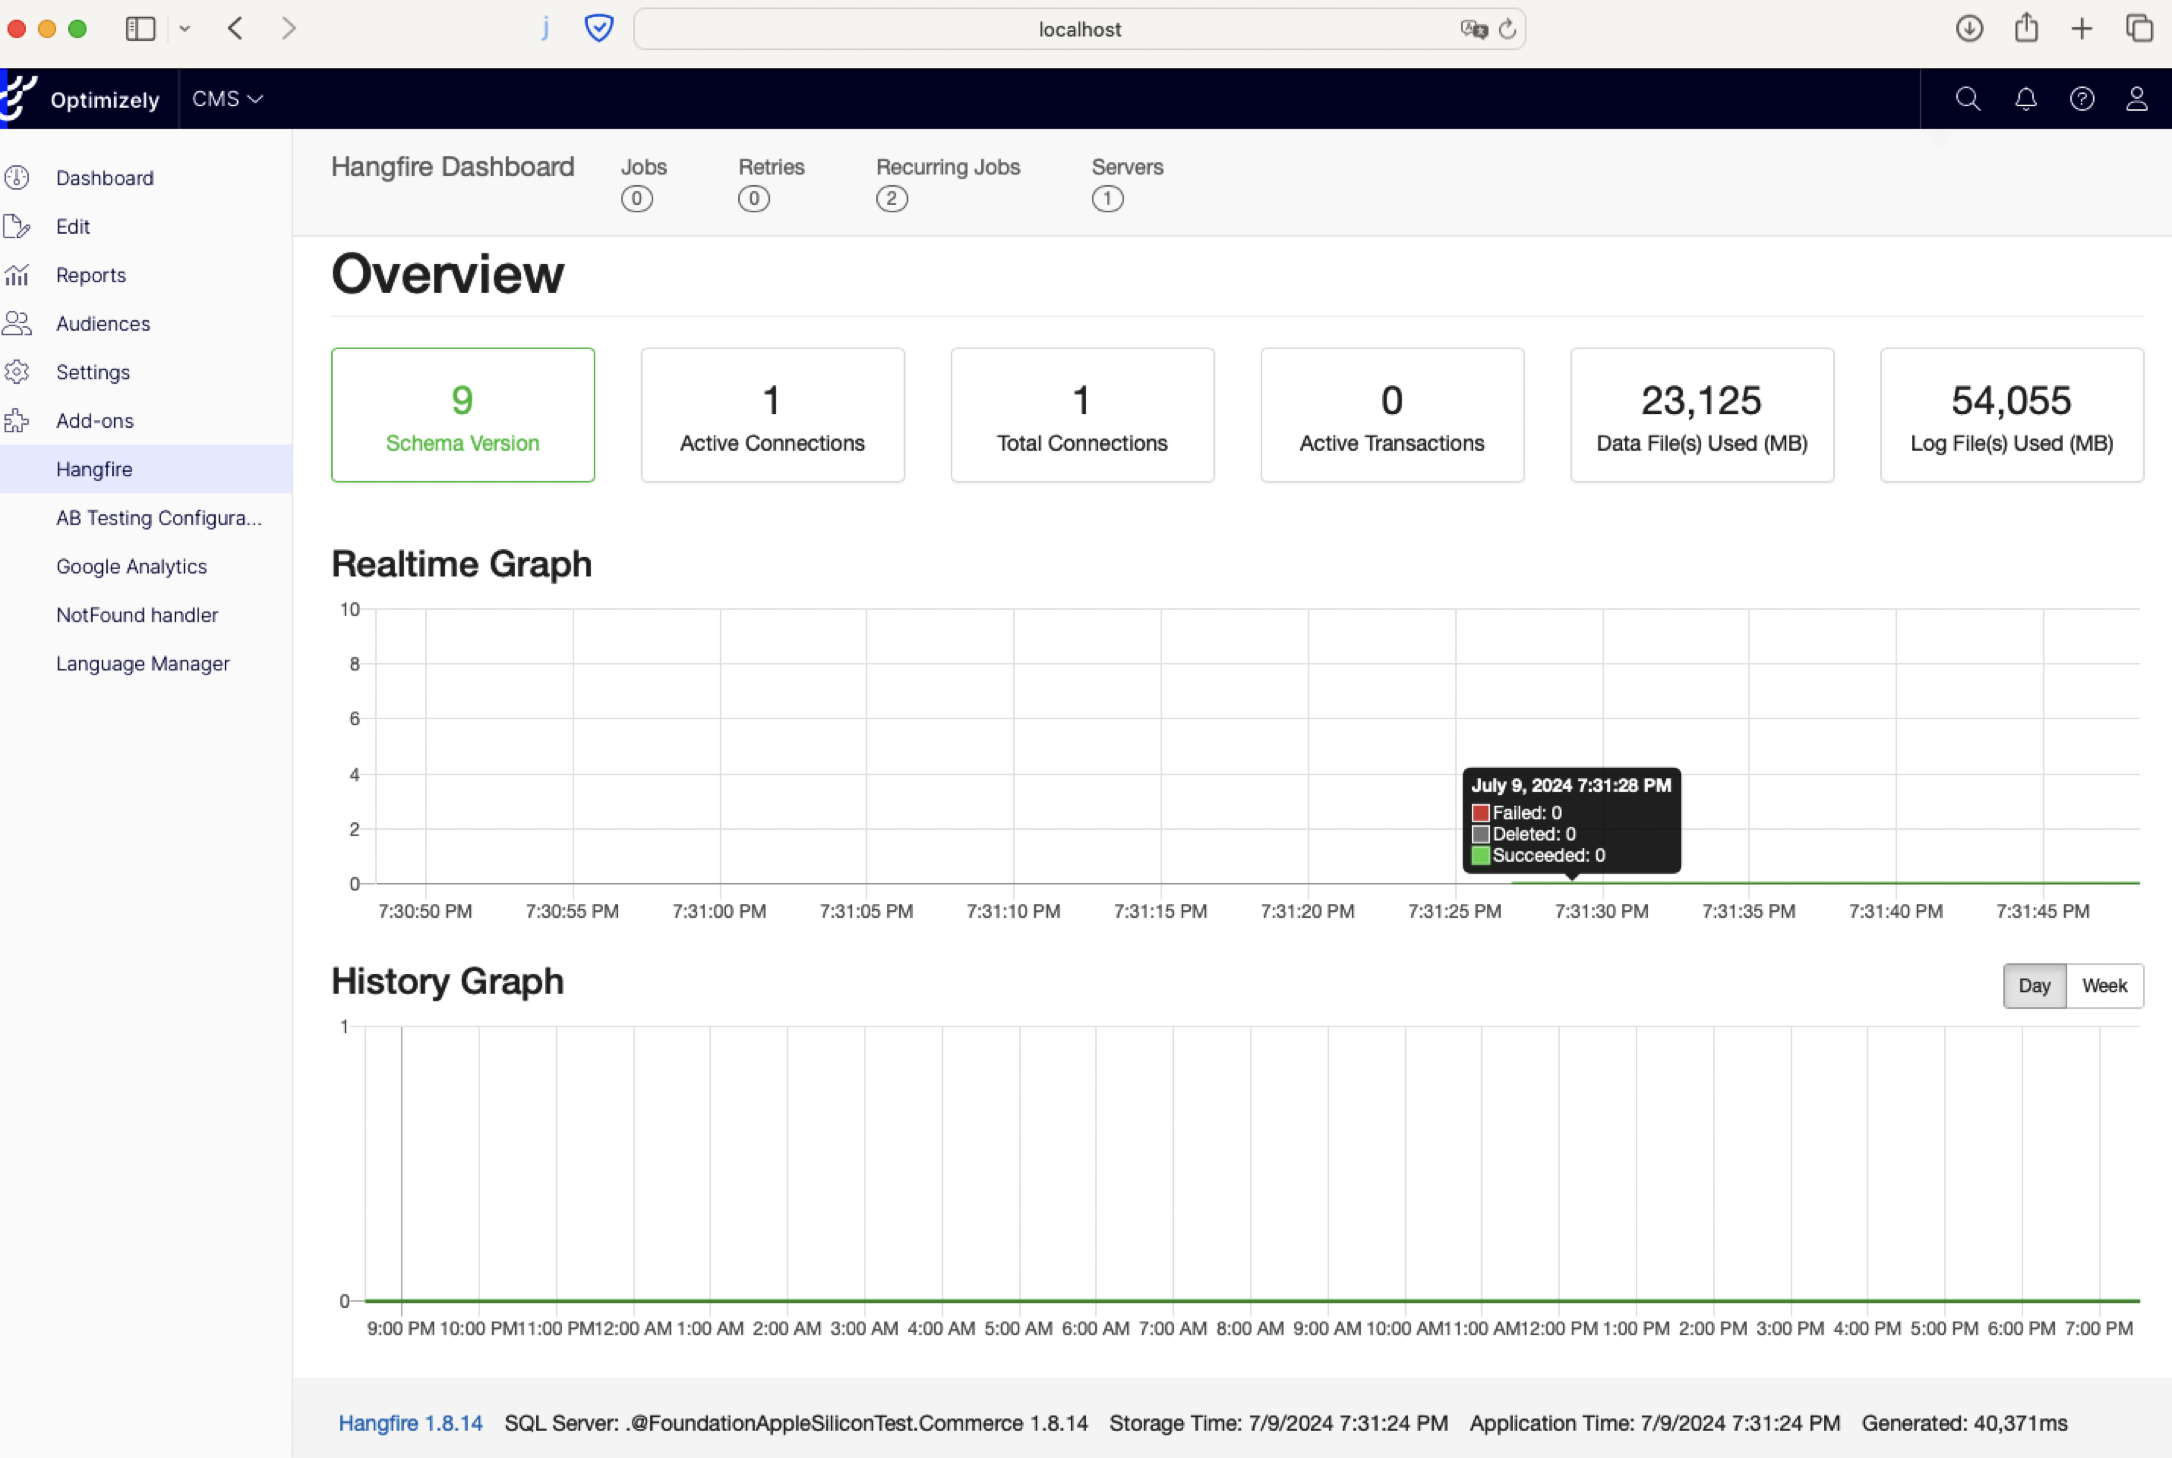 j
localhost
Optimizely
CMS
Hangfire Dashboard
Jobs
Retries
Recurring Jobs
Servers
0
0
2
1
Dashboard
Edit
Reports
Audiences
Settings
Add-ons
Hangfire
AB Testing Configura...
Google Analytics
NotFound handler
Language Manager
Overview
9
Schema Version
1
Active Connections
1
Total Connections
0
Active Transactions
23,125
Data File(s) Used (MB)
54,055
Log File(s) Used (MB)
Realtime Graph
10
8
6
4
2
0
July 9, 2024 7:31:28 PM
Failed: 0
Deleted: 0
Succeeded: 0
7:30:50 PM 7:30:55 PM 7:31:00 PM 7:31:05 PM 7:31:10 PM 7:31:15 PM 7:31:20 PM 7:31:25 PM 7:31:30 PM 7:31:35 PM 7:31:40 PM 7:31:45 PM
History Graph
Day Week
1
0
9:00 PM 10:00 PM 11:00 PM 12:00 AM 1:00 AM 2:00 AM 3:00 AM 4:00 AM 5:00 AM 6:00 AM 7:00 AM 8:00 AM 9:00 AM 10:00 AM 11:00 AM 12:00 PM 1:00 PM 2:00 PM 3:00 PM 4:00 PM 5:00 PM 6:00 PM 7:00 PM
Hangfire 1.8.14 SQL Server: .@FoundationAppleSiliconTest.Commerce 1.8.14 Storage Time: 7/9/2024 7:31:24 PM Application Time: 7/9/2024 7:31:24 PM Generated: 40,371ms